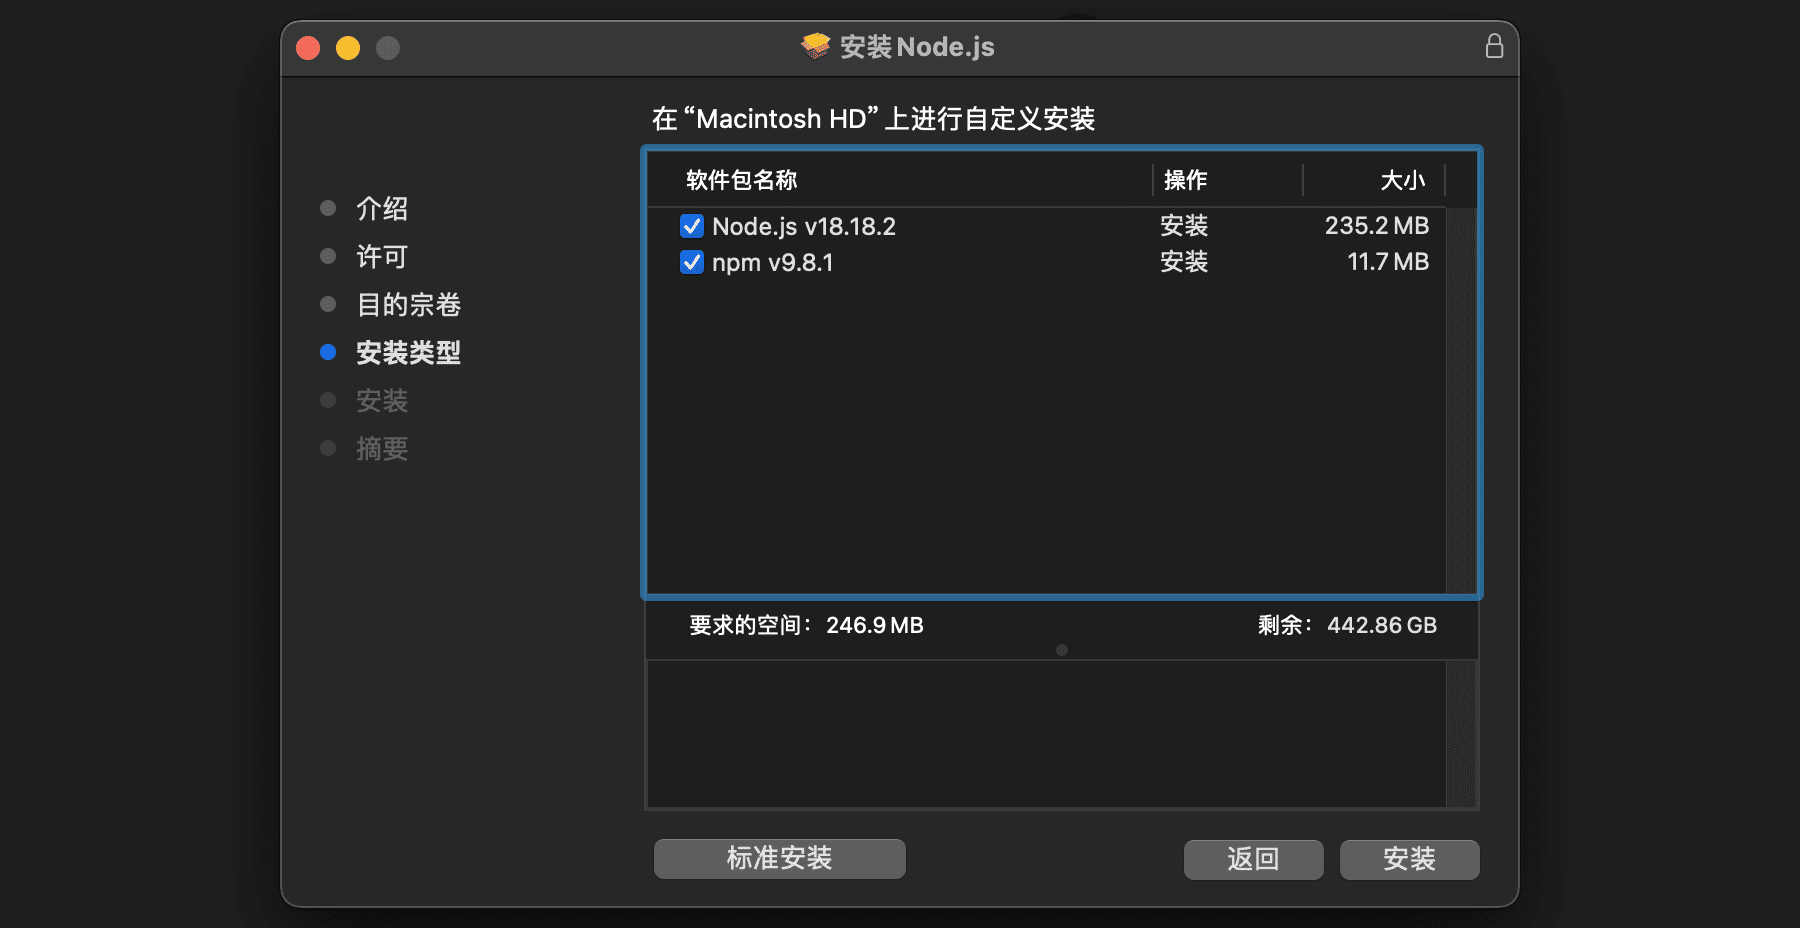 安装Node.js
在“Macintosh HD”上进行自定义安装
介绍
许可
目的宗卷
安装类型
安装
摘要
软件包名称 操作 大小
Node.js v18.18.2 安装 235.2 MB
npm v9.8.1 安装 11.7 MB
要求的空间： 246.9 MB 剩余： 442.86 GB
标准安装 返回 安装